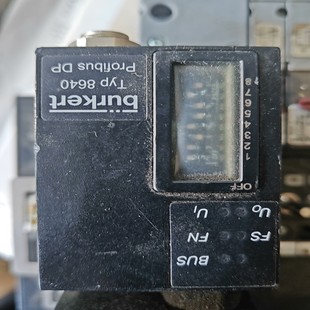 bürkert
Typ 8640
Profibus DP
OFF
1 2 3 4 5 6 7 8
BUS
FN FS
U₁ U₀